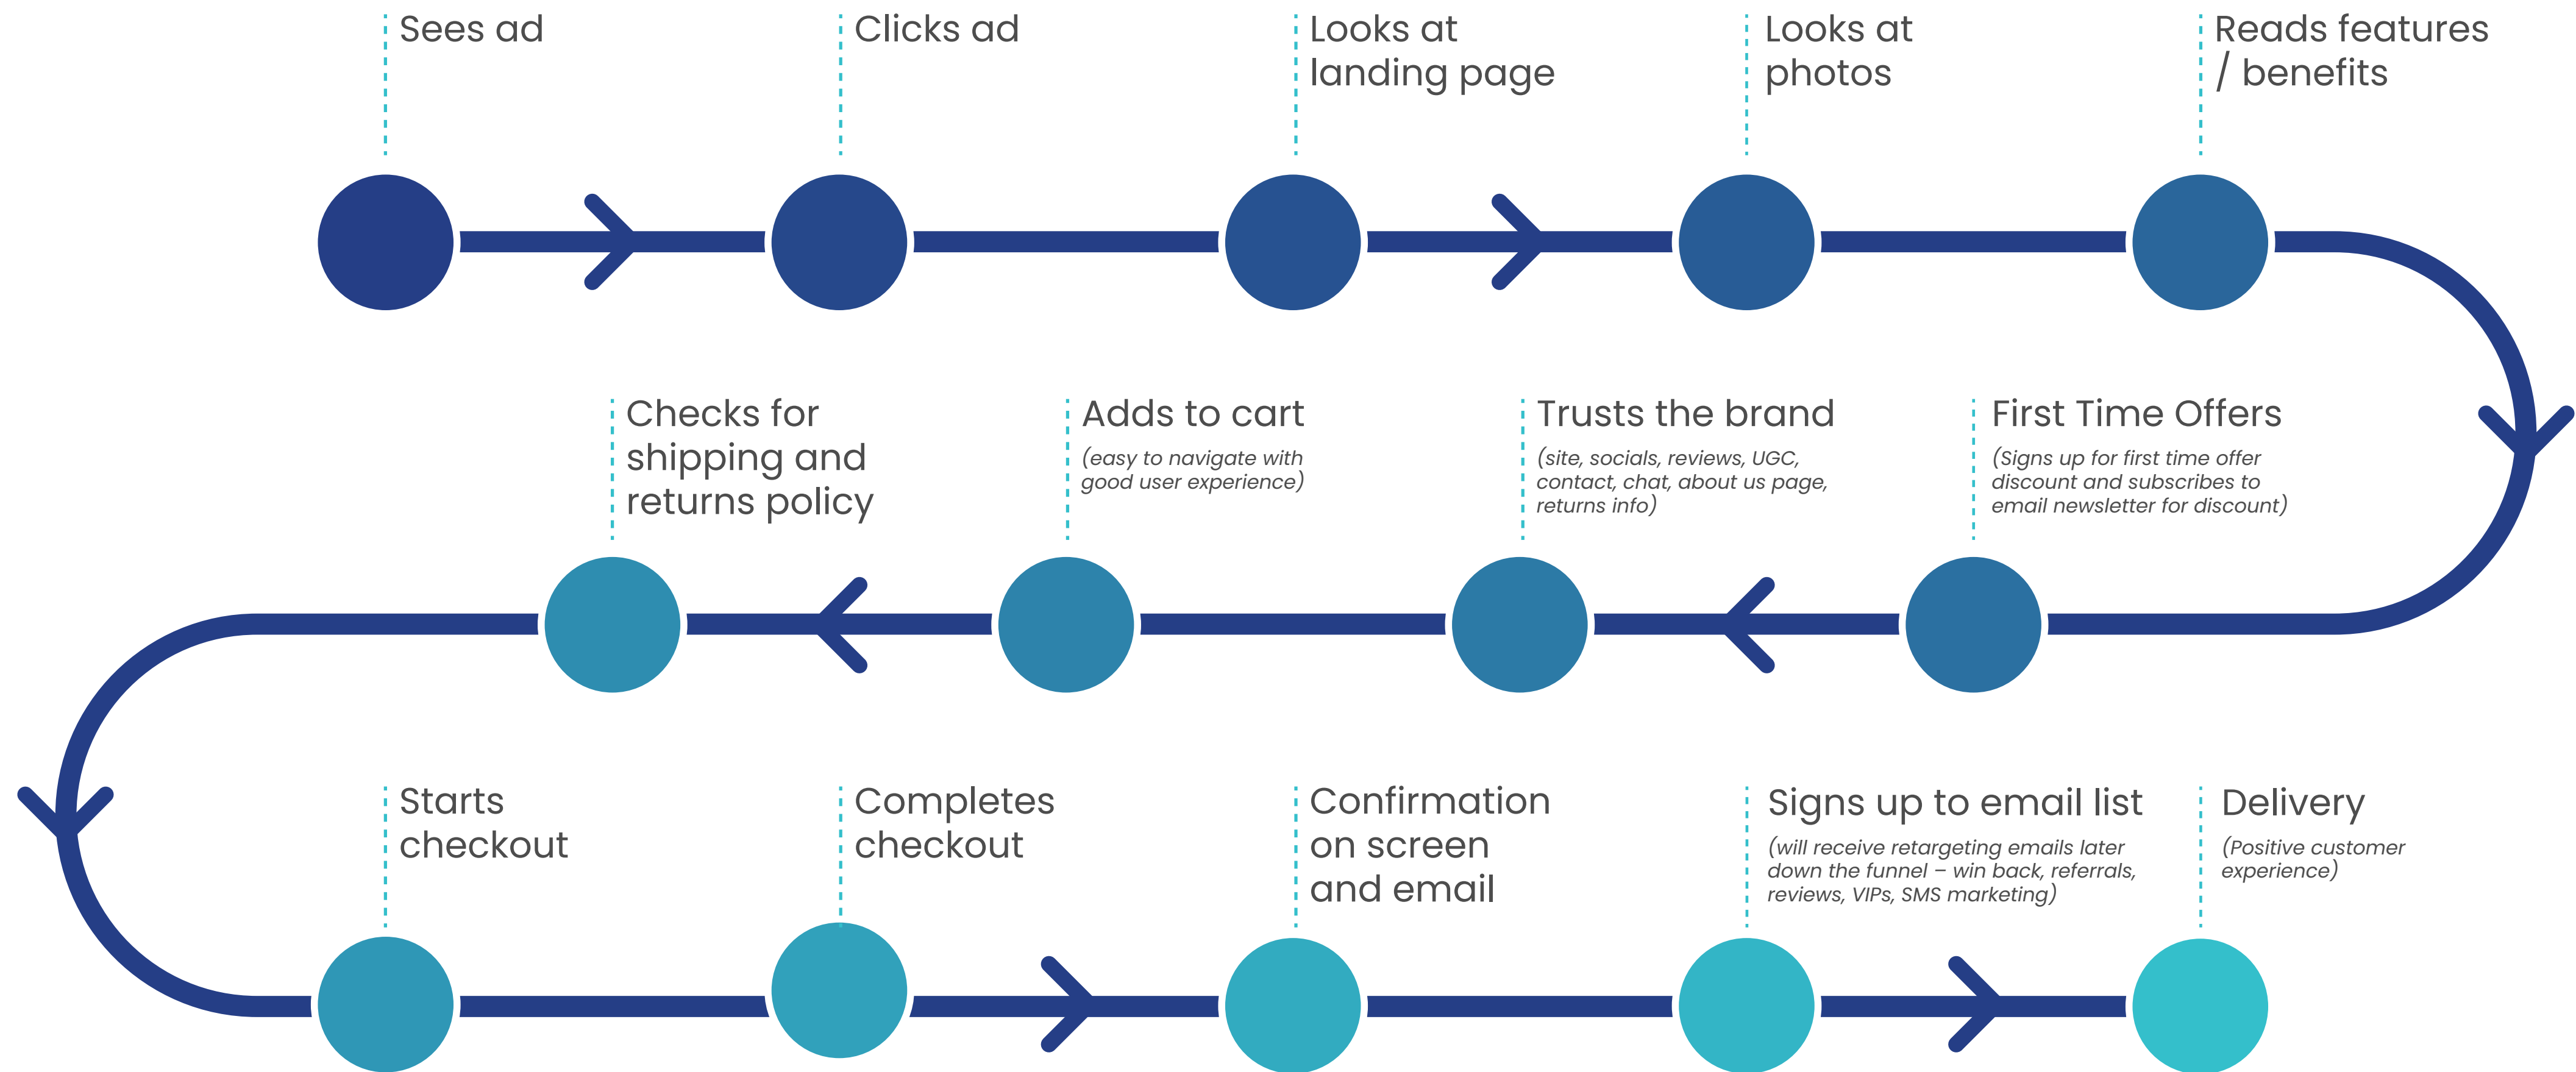 Sees ad
Clicks ad
Looks at
landing page
Looks at
photos
Reads features
/ benefits
First Time Offers
(Signs up for first time offer
discount and subscribes to
email newsletter for discount)
Trusts the brand
(site, socials, reviews, UGC,
contact, chat, about us page,
returns info)
Adds to cart
(easy to navigate with
good user experience)
Checks for
shipping and
returns policy
Starts
checkout
Completes
checkout
Confirmation
on screen
and email
Signs up to email list
(will receive retargeting emails later
down the funnel – win back, referrals,
reviews, VIPs, SMS marketing)
Delivery
(Positive customer
experience)